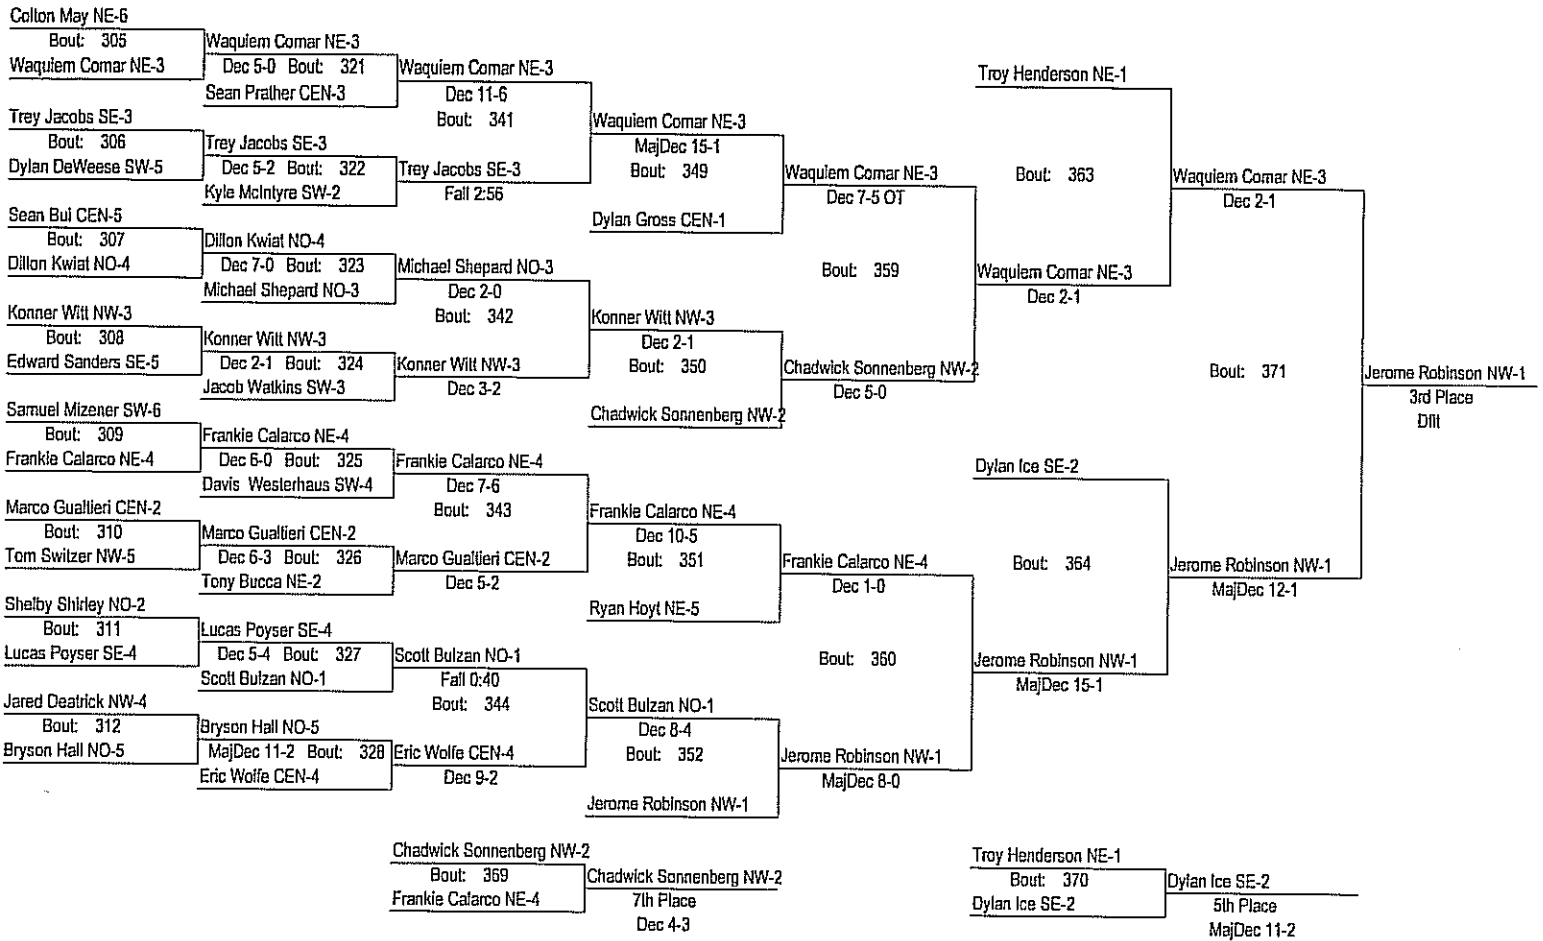 Colton May NE-6
Bout: 305
Waquiem Comar NE-3
Trey Jacobs SE-3
Bout: 306
Dylan DeWeese SW-5
Sean Bui CEN-5
Bout: 307
Dillon Kwiat NO-4
Konner Witt NW-3
Bout: 308
Edward Sanders SE-5
Samuel Mizener SW-6
Bout: 309
Frankie Calarco NE-4
Marco Gualtieri CEN-2
Bout: 310
Tom Switzer NW-5
Shelby Shirley NO-2
Bout: 311
Lucas Poyser SE-4
Jared Deatrick NW-4
Bout: 312
Bryson Hall NO-5
Waquiem Comar NE-3
Dec 5-0 Bout: 321
Sean Prather CEN-3
Trey Jacobs SE-3
Dec 5-2 Bout: 322
Kyle McIntyre SW-2
Dillon Kwiat NO-4
Dec 7-0 Bout: 323
Michael Shepard NO-3
Konner Witt NW-3
Dec 2-1 Bout: 324
Jacob Watkins SW-3
Frankie Calarco NE-4
Dec 6-0 Bout: 325
Davis Westerhaus SW-4
Marco Gualtieri CEN-2
Dec 6-3 Bout: 326
Tony Bucca NE-2
Lucas Poyser SE-4
Dec 5-4 Bout: 327
Scott Bulzan NO-1
Bryson Hall NO-5
MajDec 11-2 Bout: 328
Eric Wolfe CEN-4
Waquiem Comar NE-3
Dec 11-6
Bout: 341
Trey Jacobs SE-3
Fall 2:56
Michael Shepard NO-3
Dec 2-0
Bout: 342
Konner Witt NW-3
Dec 3-2
Frankie Calarco NE-4
Dec 7-6
Bout: 343
Marco Gualtieri CEN-2
Dec 5-2
Scott Bulzan NO-1
Fall 0:40
Bout: 344
Eric Wolfe CEN-4
Dec 9-2
Waquiem Comar NE-3
MajDec 15-1
Bout: 349
Dylan Gross CEN-1
Konner Witt NW-3
Dec 2-1
Bout: 350
Chadwick Sonnenberg NW-2
Frankie Calarco NE-4
Dec 10-5
Bout: 351
Ryan Hoyt NE-5
Scott Bulzan NO-1
Dec 8-4
Bout: 352
Jerome Robinson NW-1
Waquiem Comar NE-3
Dec 7-5 OT
Bout: 359
Chadwick Sonnenberg NW-2
Dec 5-0
Frankie Calarco NE-4
Dec 1-0
Bout: 360
Jerome Robinson NW-1
MajDec 8-0
Troy Henderson NE-1
Bout: 363
Waquiem Comar NE-3
Dec 2-1
Dylan Ice SE-2
Bout: 364
Jerome Robinson NW-1
MajDec 15-1
Waquiem Comar NE-3
Dec 2-1
Bout: 371
Jerome Robinson NW-1
MajDec 12-1
Jerome Robinson NW-1
3rd Place
Dflt
Chadwick Sonnenberg NW-2
Bout: 369
Frankie Calarco NE-4
Chadwick Sonnenberg NW-2
7th Place
Dec 4-3
Troy Henderson NE-1
Bout: 370
Dylan Ice SE-2
Dylan Ice SE-2
5th Place
MajDec 11-2